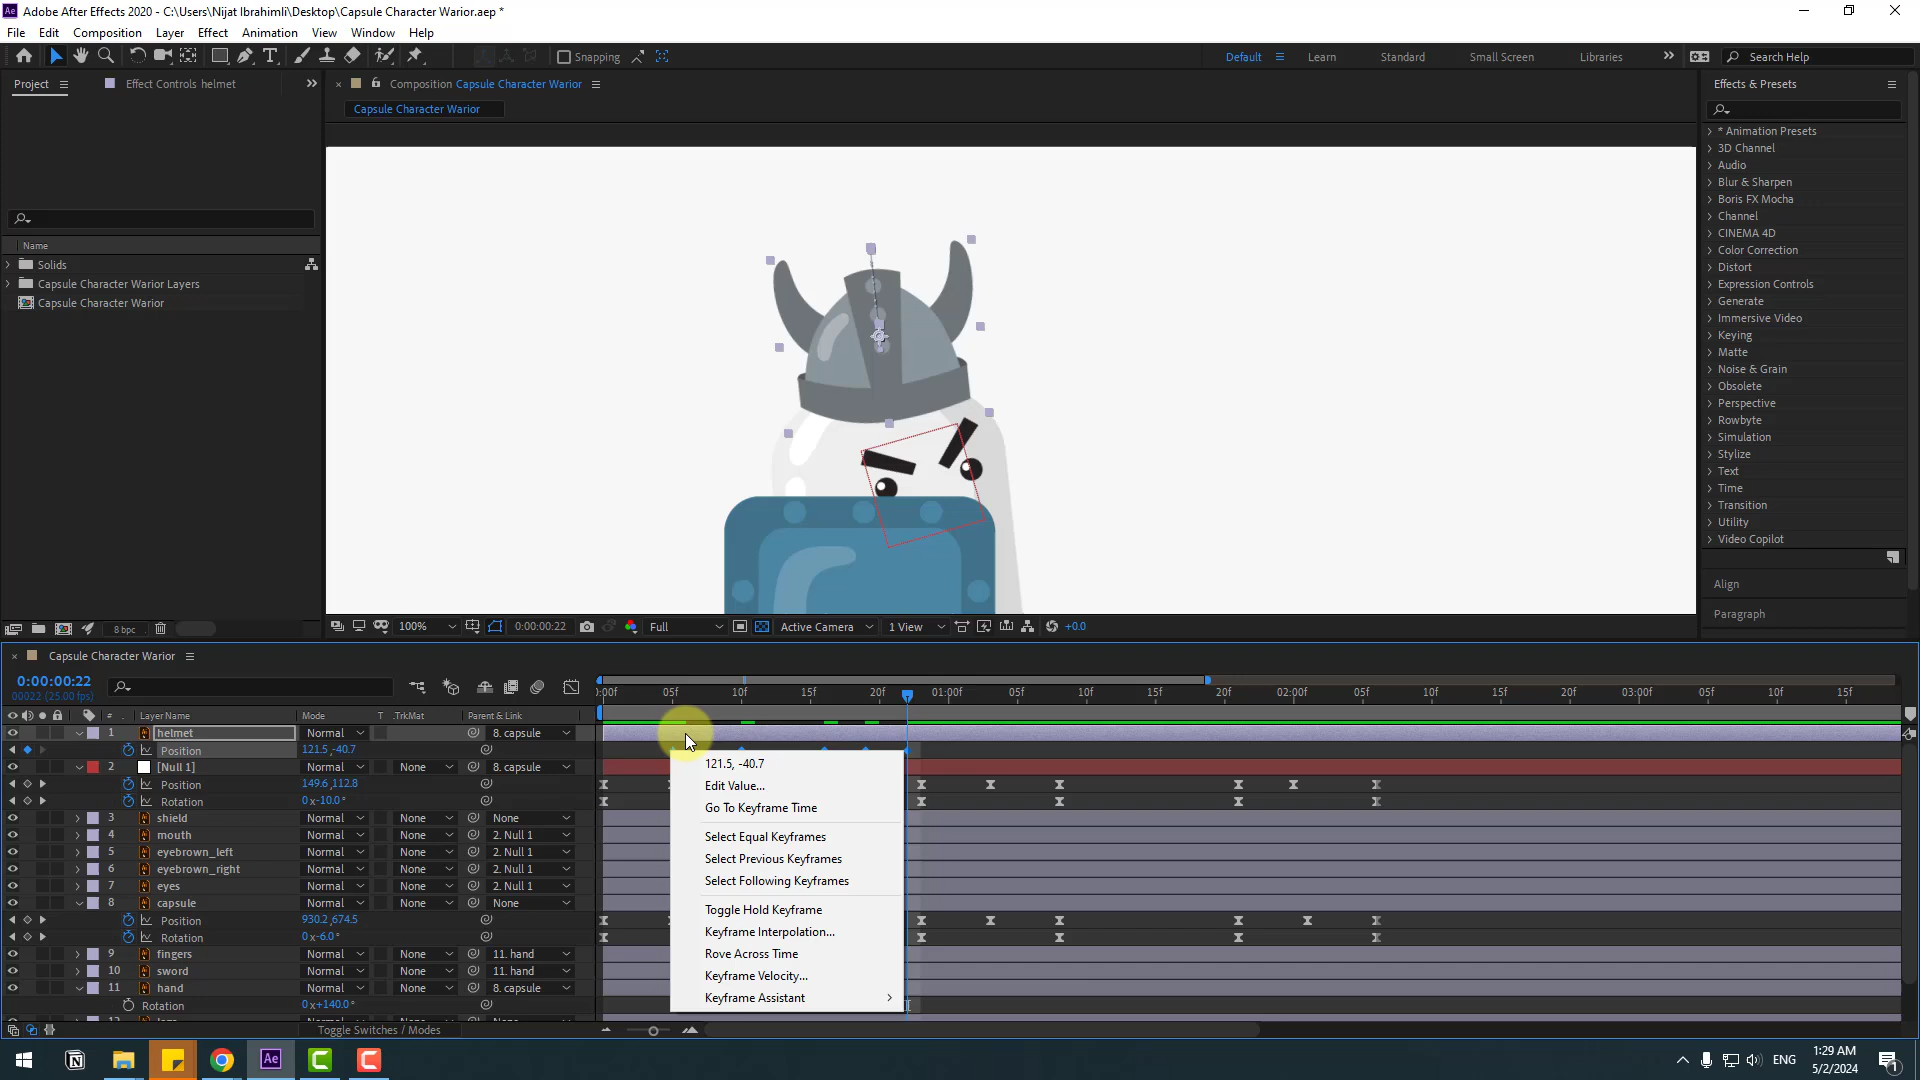 Adobe After Effects 2020 - C:\Users\Nijat Ibrahimli\Desktop\Capsule Character Warior.aep *
File Edit Composition Layer Effect Animation View Window Help
Snapping Default Learn Standard Small Screen Libraries Search Help
Project Effect Controls helmet Composition Capsule Character Warior Effects & Presets
Capsule Character Warior
Name
Solids
Capsule Character Warior Layers
Capsule Character Warior
* Animation Presets
3D Channel
Audio
Blur & Sharpen
Boris FX Mocha
Channel
CINEMA 4D
Color Correction
Distort
Expression Controls
Generate
Immersive Video
Keying
Matte
Noise & Grain
Obsolete
Perspective
Rowbyte
Simulation
Stylize
Text
Time
Transition
Utility
Video Copilot
Align
Paragraph
8 bpc 100% 0:00:00:22 Full Active Camera 1 View +0.0
Capsule Character Warior
0:00:00:22
00022 (25.00 fps)
:00f 05f 10f 15f 20f 01:00f 05f 10f 15f 20f 02:00f 05f 10f 15f 20f 03:00f 05f 10f 15f
# Layer Name Mode T .TrkMat Parent & Link
1 helmet Normal 8. capsule
Position 121.5,-40.7
2 [Null 1] Normal None 8. capsule
Position 149.6,112.8
Rotation 0x-10.0°
3 shield Normal None None
4 mouth Normal None 2. Null 1
5 eyebrown_left Normal None 2. Null 1
6 eyebrown_right Normal None 2. Null 1
7 eyes Normal None 2. Null 1
8 capsule Normal None None
Position 930.2,674.5
Rotation 0x-6.0°
9 fingers Normal None 11. hand
10 sword Normal None 11. hand
11 hand Normal None 8. capsule
Rotation 0x+140.0°
Toggle Switches / Modes
121.5, -40.7
Edit Value...
Go To Keyframe Time
Select Equal Keyframes
Select Previous Keyframes
Select Following Keyframes
Toggle Hold Keyframe
Keyframe Interpolation...
Rove Across Time
Keyframe Velocity...
Keyframe Assistant
ENG 1:29 AM
5/2/2024
1